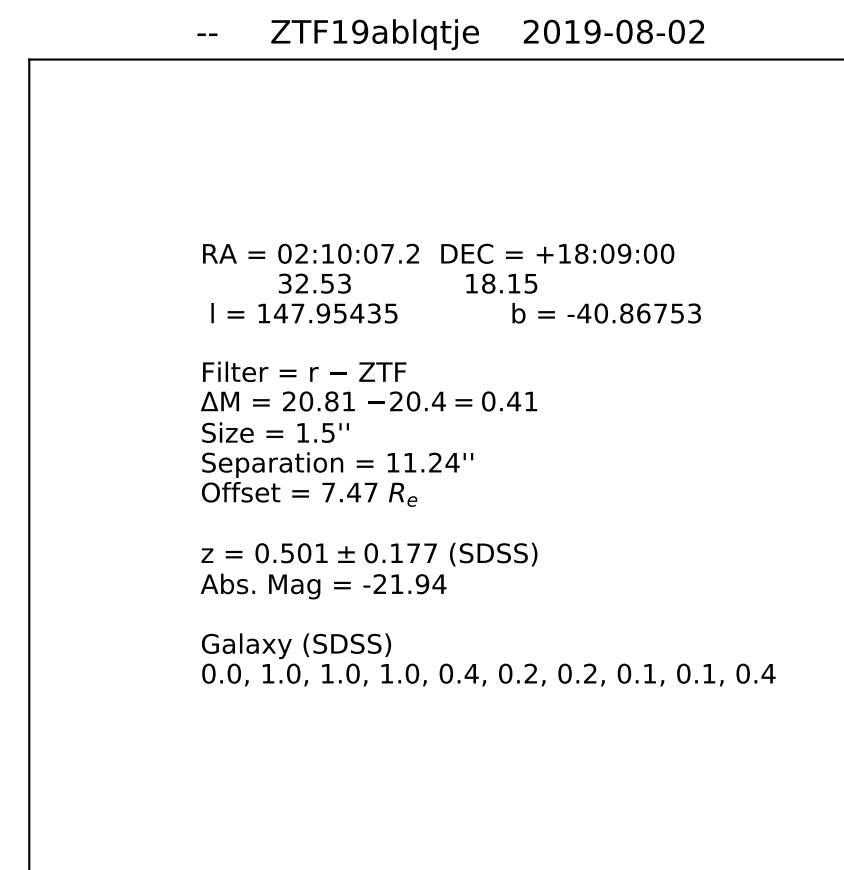 -- ZTF19ablqtje 2019-08-02
RA = 02:10:07.2 DEC = +18:09:00
32.53 18.15
l = 147.95435 b = -40.86753
Filter = r − ZTF
ΔM = 20.81 −20.4 = 0.41
Size = 1.5''
Separation = 11.24''
Offset = 7.47 Re
z = 0.501 ± 0.177 (SDSS)
Abs. Mag = -21.94
Galaxy (SDSS)
0.0, 1.0, 1.0, 1.0, 0.4, 0.2, 0.2, 0.1, 0.1, 0.4